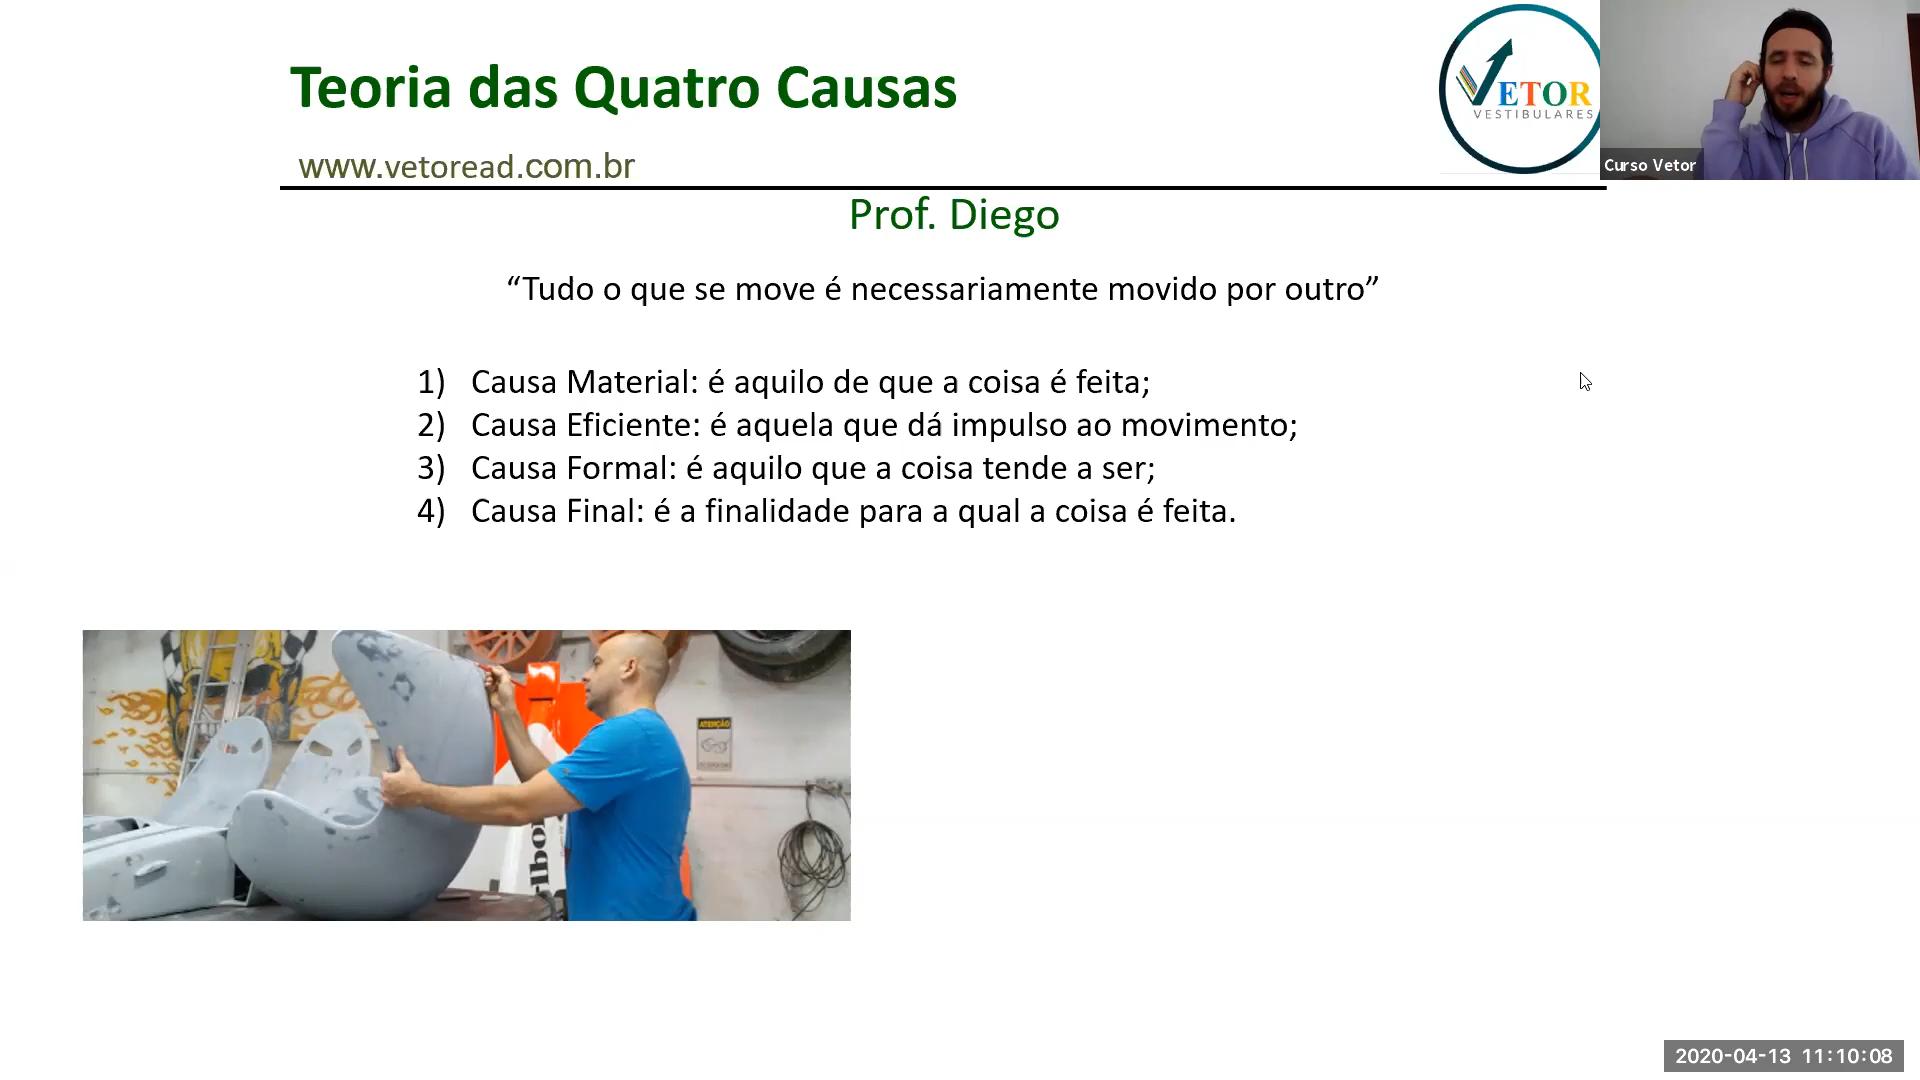 Teoria das Quatro Causas
VETOR
VESTIBULARES
Curso Vetor
www.vetoread.com.br
Prof. Diego
“Tudo o que se move é necessariamente movido por outro”
1) Causa Material: é aquilo de que a coisa é feita;
2) Causa Eficiente: é aquela que dá impulso ao movimento;
3) Causa Formal: é aquilo que a coisa tende a ser;
4) Causa Final: é a finalidade para a qual a coisa é feita.
ATENÇÃO
lbo
2020-04-13 11:10:08